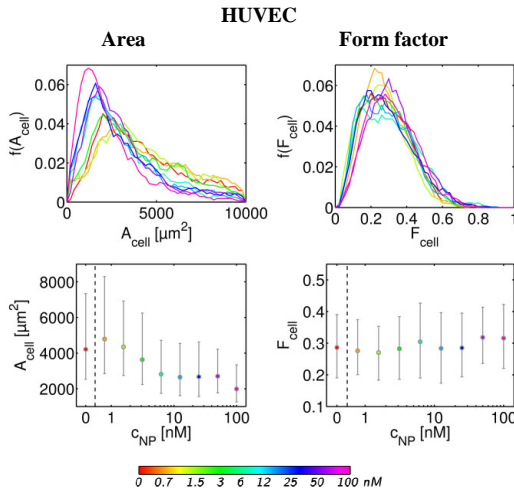 HUVEC
Area
Form factor
f(A_cell)
0.06
0.04
0.02
0
0
5000
10000
A_cell [µm²]
f(F_cell)
0.06
0.04
0.02
0
0
0.2
0.4
0.6
0.8
1
F_cell
A_cell [µm²]
8000
6000
4000
2000
0
1
10
100
c_NP [nM]
F_cell
0.5
0.4
0.3
0.2
0.1
0
1
10
100
c_NP [nM]
0 0.7 1.5 3 6 12 25 50 100 nM